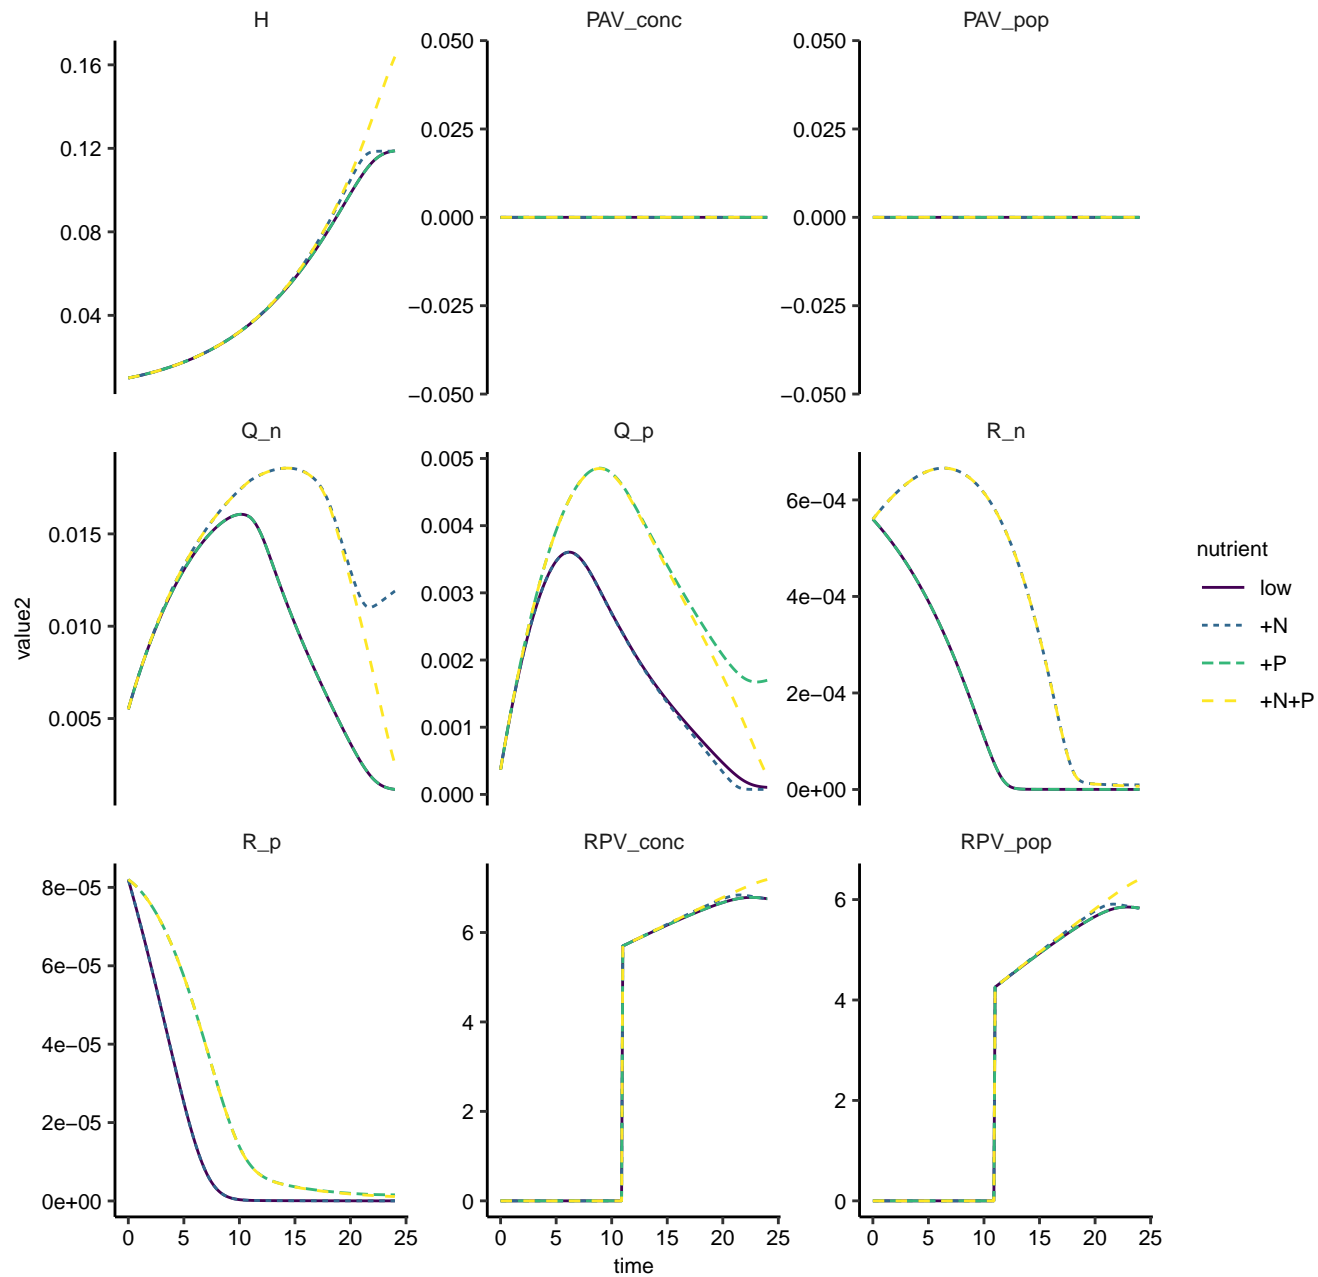 H
PAV_conc
PAV_pop
0.16
0.12
0.08
0.04
0.050
0.025
0.000
−0.025
−0.050
0.050
0.025
0.000
−0.025
−0.050
Q_n
Q_p
R_n
0.015
0.010
0.005
0.005
0.004
0.003
0.002
0.001
0.000
6e−04
4e−04
2e−04
0e+00
value2
nutrient
low
+N
+P
+N+P
R_p
RPV_conc
RPV_pop
8e−05
6e−05
4e−05
2e−05
0e+00
6
4
2
0
6
4
2
0
0 5 10 15 20 25
0 5 10 15 20 25
0 5 10 15 20 25
time